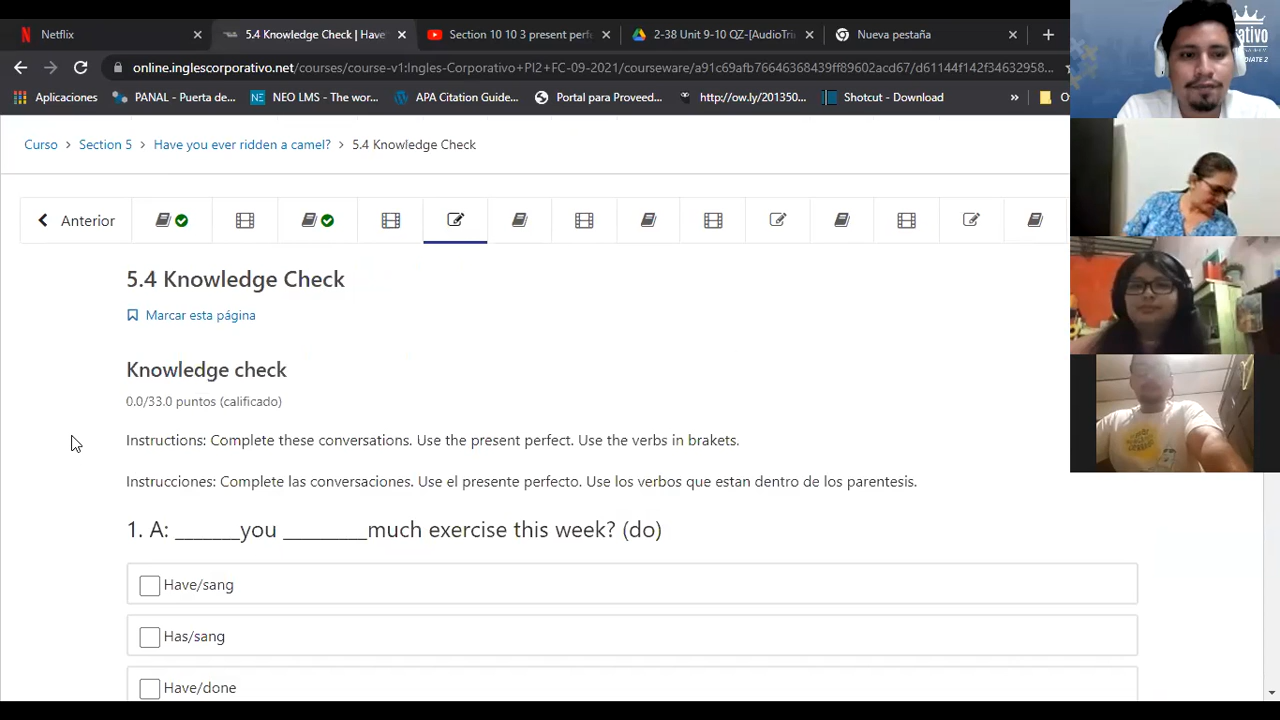 Netflix
5.4 Knowledge Check | Have
Section 10 10 3 present perf
2-38 Unit 9-10 QZ-[AudioTri
Nueva pestaña
Aplicaciones
PANAL - Puerta de...
NEO LMS - The wor...
APA Citation Guide...
Portal para Proveed...
http://ow.ly/201350...
Shotcut - Download
»
Curso > Section 5 > Have you ever ridden a camel? > 5.4 Knowledge Check
Anterior
5.4 Knowledge Check
Marcar esta página
Knowledge check
0.0/33.0 puntos (calificado)
Instructions: Complete these conversations. Use the present perfect. Use the verbs in brakets.
Instrucciones: Complete las conversaciones. Use el presente perfecto. Use los verbos que estan dentro de los parentesis.
1. A: _______you _________much exercise this week? (do)
Have/sang
Has/sang
Have/done